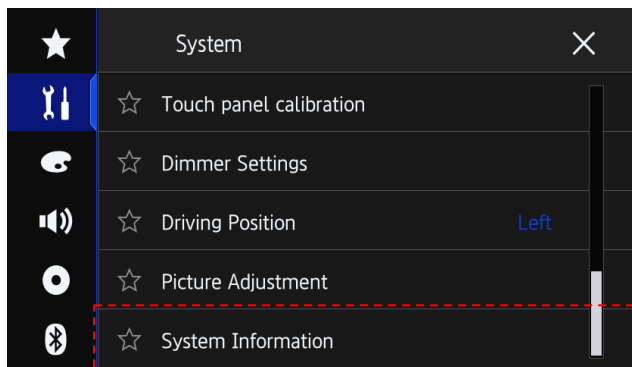 System
Touch panel calibration
Dimmer Settings
Driving Position Left
Picture Adjustment
System Information